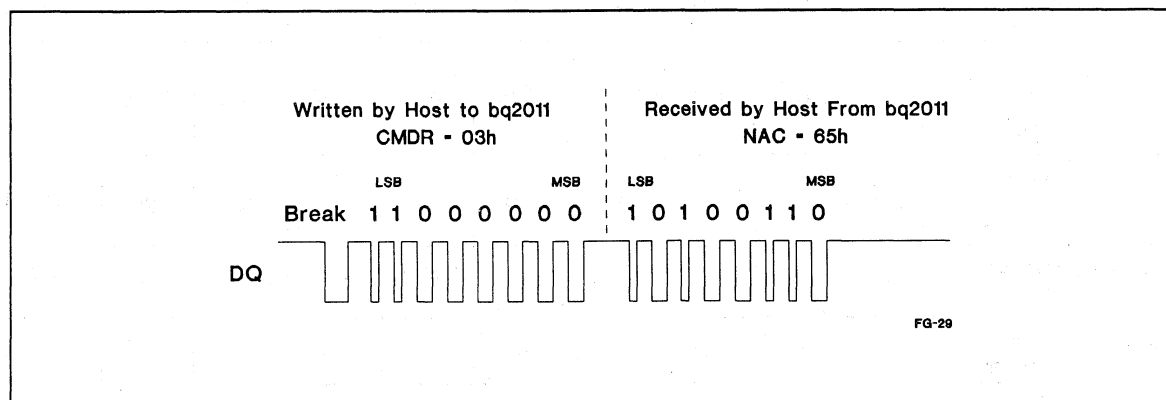 Written by Host to bq2011
CMDR = 03h
Received by Host From bq2011
NAC = 65h
LSB MSB LSB MSB
Break 1 1 0 0 0 0 0 0 1 0 1 0 0 1 1 0
DQ
FG-29